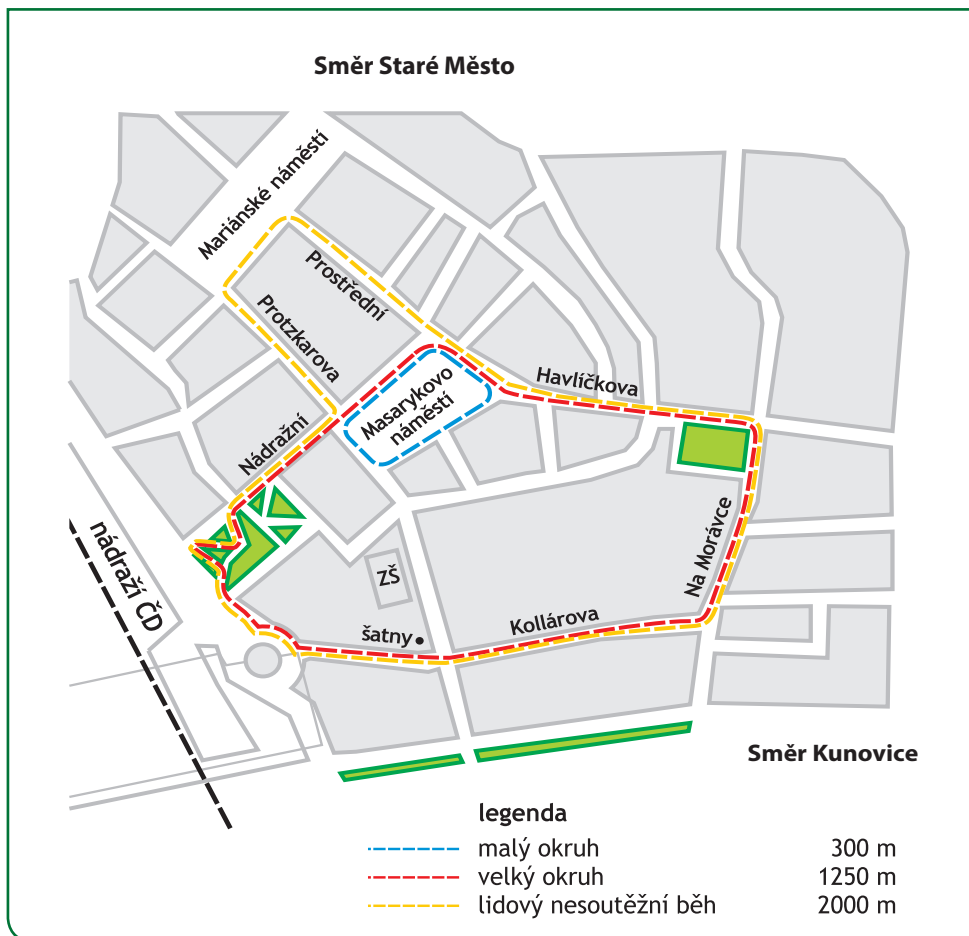 Směr Staré Město
Mariánské náměstí
Prostřední
Protzkarova
Havlíčkova
Masarykovo
náměstí
Nádražní
nádraží ČD
Na Morávce
ZŠ
Kollárova
šatny
Směr Kunovice
legenda
malý okruh 300 m
velký okruh 1250 m
lidový nesoutěžní běh 2000 m